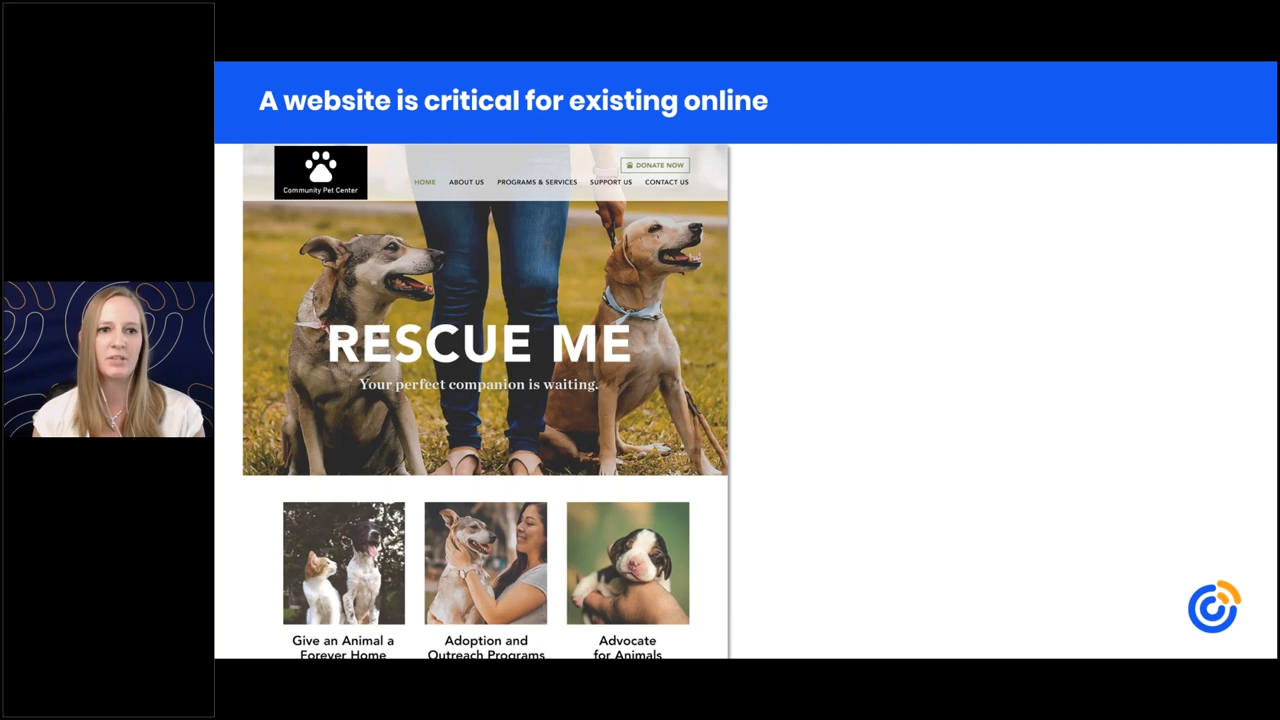 A website is critical for existing online
Community Pet Center
DONATE NOW
HOME ABOUT US PROGRAMS & SERVICES SUPPORT US CONTACT US
RESCUE ME
Your perfect companion is waiting.
Give an Animal a
Forever Home
Adoption and
Outreach Programs
Advocate
for Animals